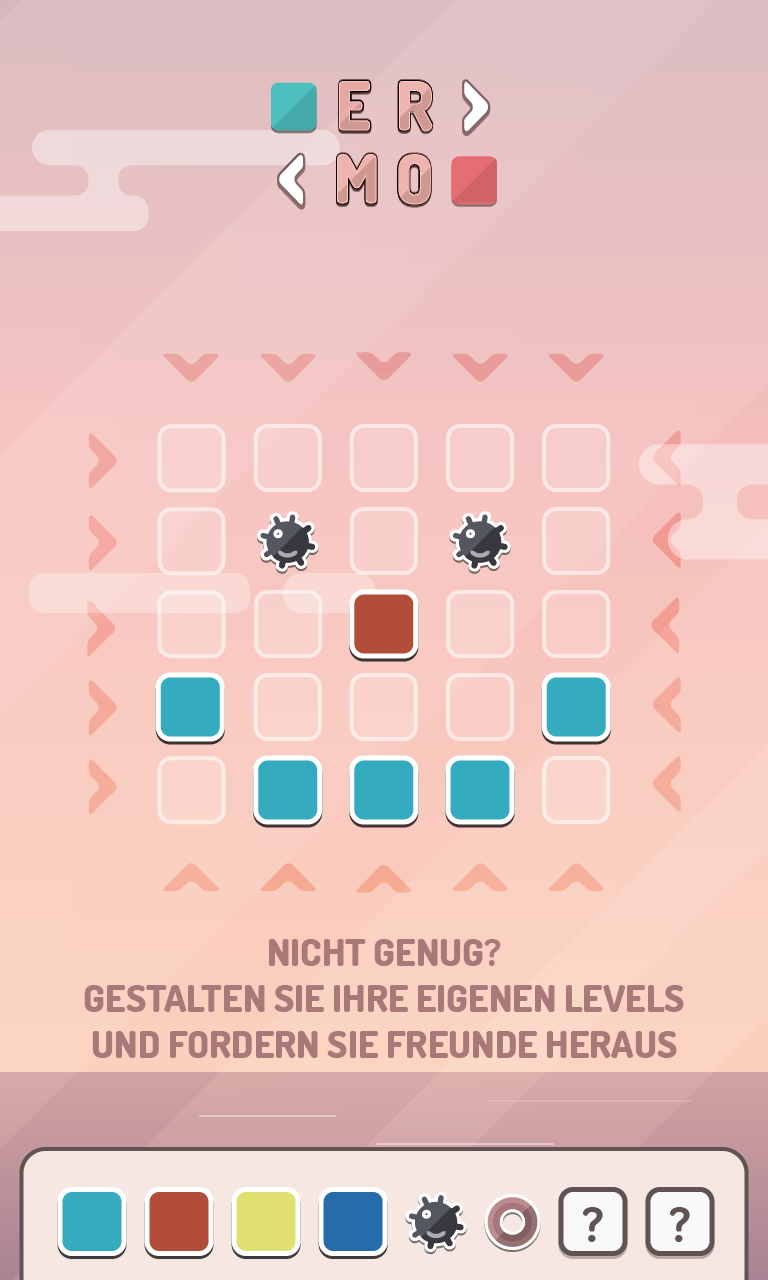 ER
MO
NICHT GENUG?
GESTALTEN SIE IHRE EIGENEN LEVELS
UND FORDERN SIE FREUNDE HERAUS
? ?